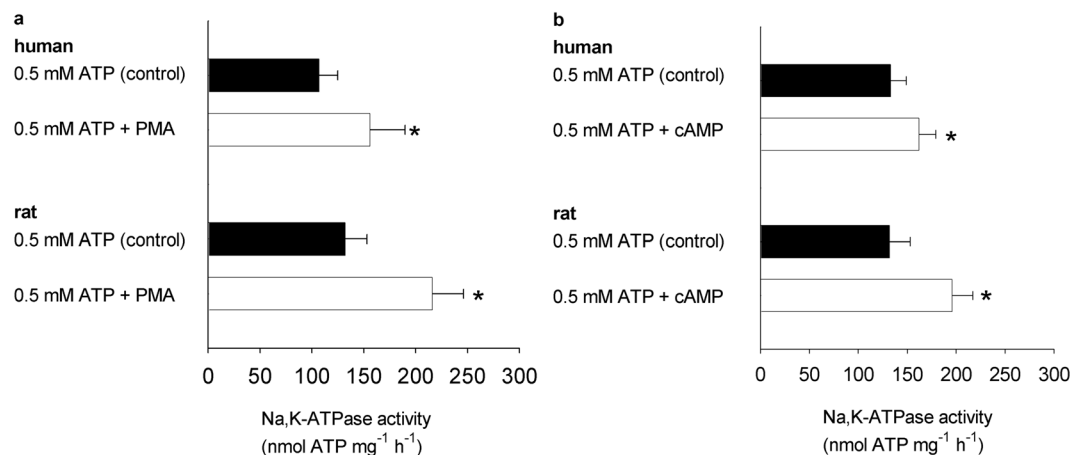 a
human
0.5 mM ATP (control)
0.5 mM ATP + PMA
*
rat
0.5 mM ATP (control)
0.5 mM ATP + PMA
*
0 50 100 150 200 250 300
Na,K-ATPase activity
(nmol ATP mg⁻¹ h⁻¹)
b
human
0.5 mM ATP (control)
0.5 mM ATP + cAMP
*
rat
0.5 mM ATP (control)
0.5 mM ATP + cAMP
*
0 50 100 150 200 250 300
Na,K-ATPase activity
(nmol ATP mg⁻¹ h⁻¹)